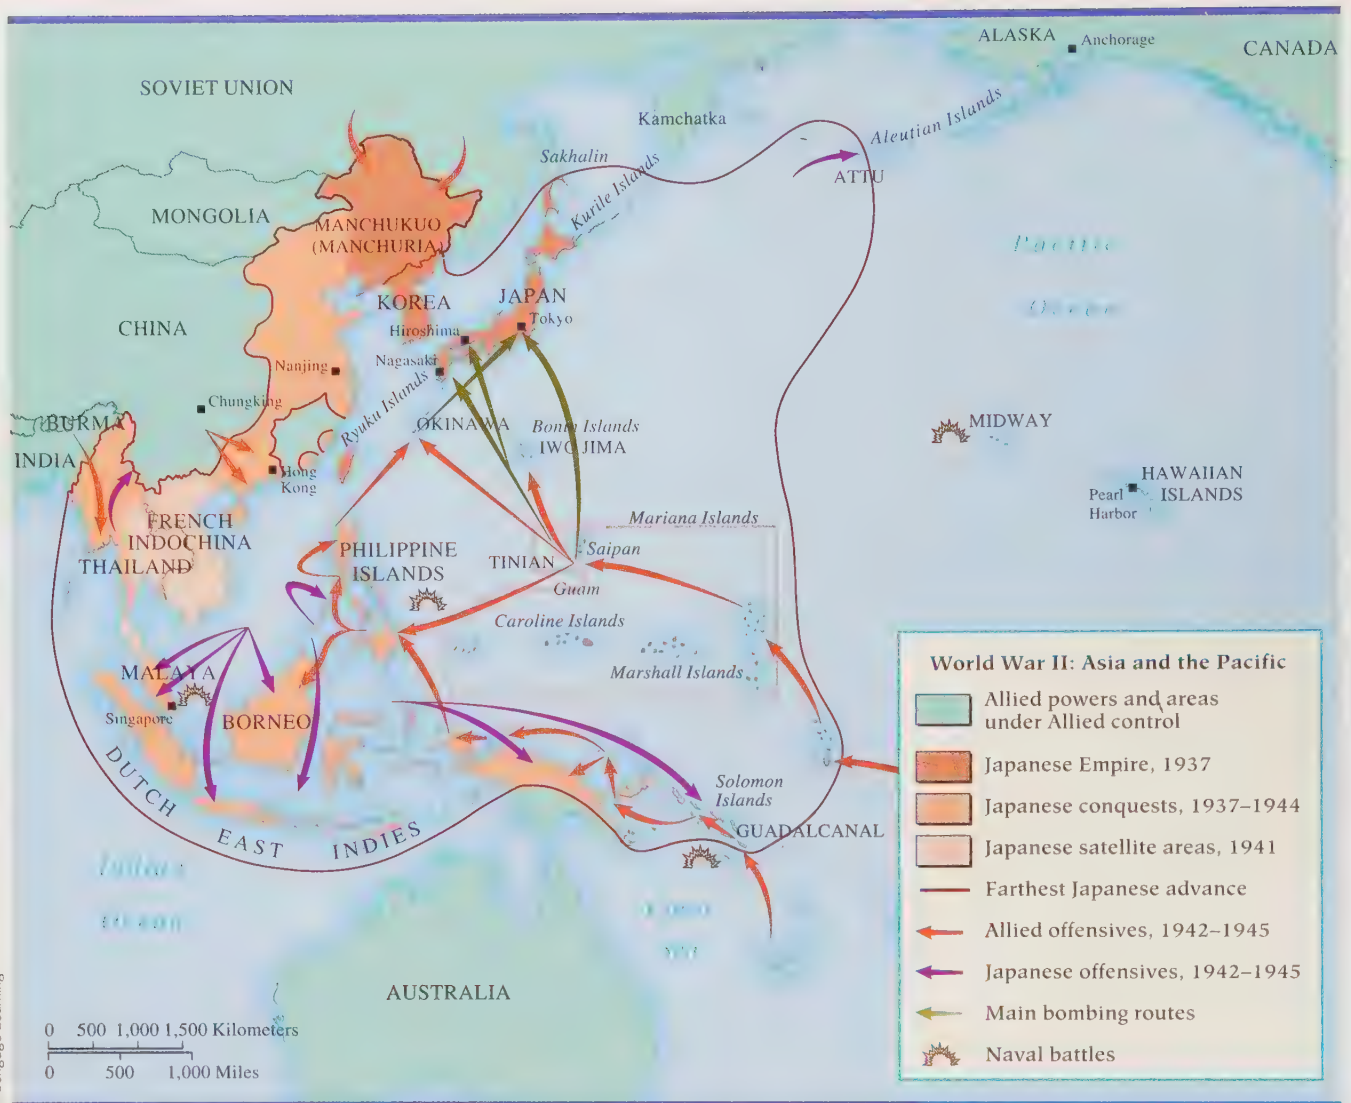 ALASKA
Anchorage
CANADA
SOVIET UNION
Kamchatka
Aleutian Islands
Sakhalin
ATTU
Kurile Islands
MONGOLIA
MANCHUKUO
(MANCHURIA)
Pacific
Ocean
KOREA
JAPAN
CHINA
Tokyo
Hiroshima
Nanjing
Nagasaki
Chungking
Ryuku Islands
BURMA
OKINAWA
Bonin Islands
IWO JIMA
MIDWAY
INDIA
Hong
Kong
HAWAIIAN
ISLANDS
Pearl
Harbor
FRENCH
INDOCHINA
Mariana Islands
THAILAND
PHILIPPINE
ISLANDS
TINIAN
Saipan
Guam
Caroline Islands
Marshall Islands
MALAYA
Singapore
BORNEO
DUTCH EAST INDIES
Solomon
Islands
GUADALCANAL
Indian
Ocean
AUSTRALIA
World War II: Asia and the Pacific
Allied powers and areas
under Allied control
Japanese Empire, 1937
Japanese conquests, 1937–1944
Japanese satellite areas, 1941
Farthest Japanese advance
Allied offensives, 1942–1945
Japanese offensives, 1942–1945
Main bombing routes
Naval battles
0 500 1,000 1,500 Kilometers
0 500 1,000 Miles